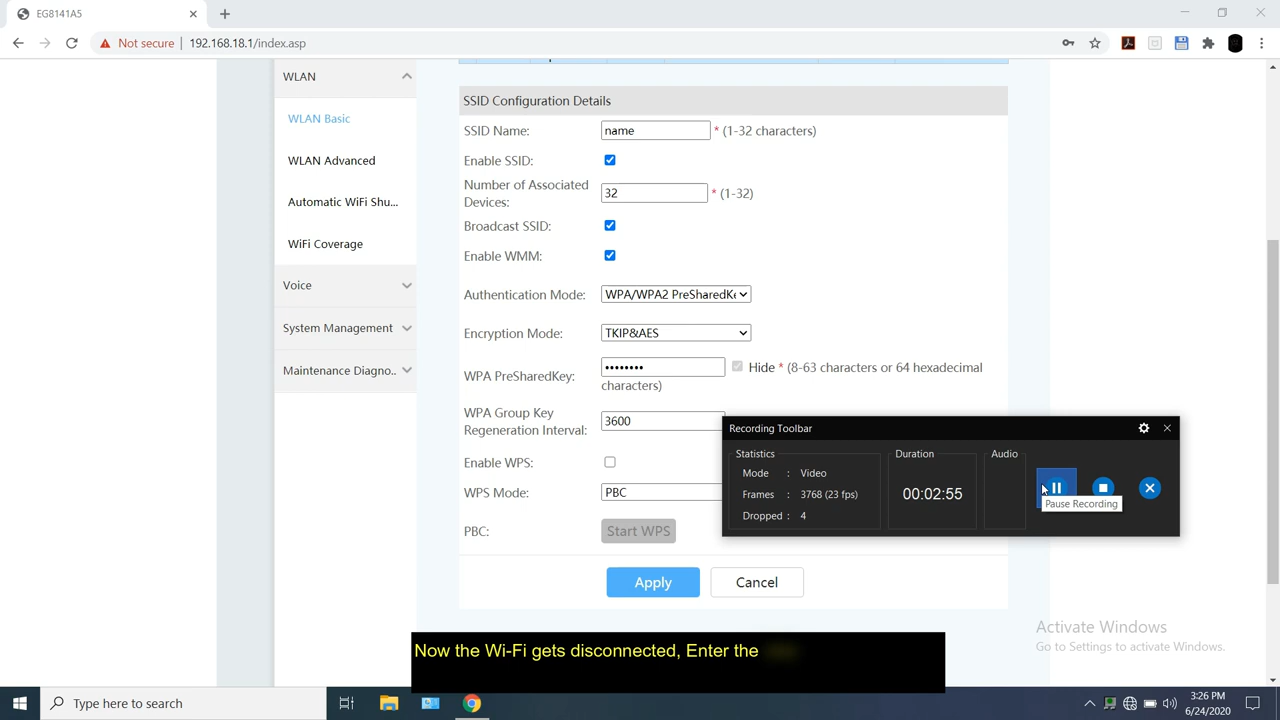 EG8141A5
Not secure | 192.168.18.1/index.asp
WLAN
WLAN Basic
WLAN Advanced
Automatic WiFi Shu...
WiFi Coverage
Voice
System Management
Maintenance Diagno..
SSID Configuration Details
SSID Name: name * (1-32 characters)
Enable SSID:
Number of Associated
Devices: 32 * (1-32)
Broadcast SSID:
Enable WMM:
Authentication Mode: WPA/WPA2 PreSharedKe
Encryption Mode: TKIP&AES
WPA PreSharedKey: •••••••• Hide * (8-63 characters or 64 hexadecimal
characters)
WPA Group Key
Regeneration Interval: 3600
Enable WPS:
WPS Mode: PBC
PBC: Start WPS
Apply Cancel
Recording Toolbar
Statistics
Mode : Video
Frames : 3768 (23 fps)
Dropped : 4
Duration
00:02:55
Audio
Pause Recording
Now the Wi-Fi gets disconnected, Enter the
Activate Windows
Go to Settings to activate Windows.
Type here to search
3:26 PM
6/24/2020